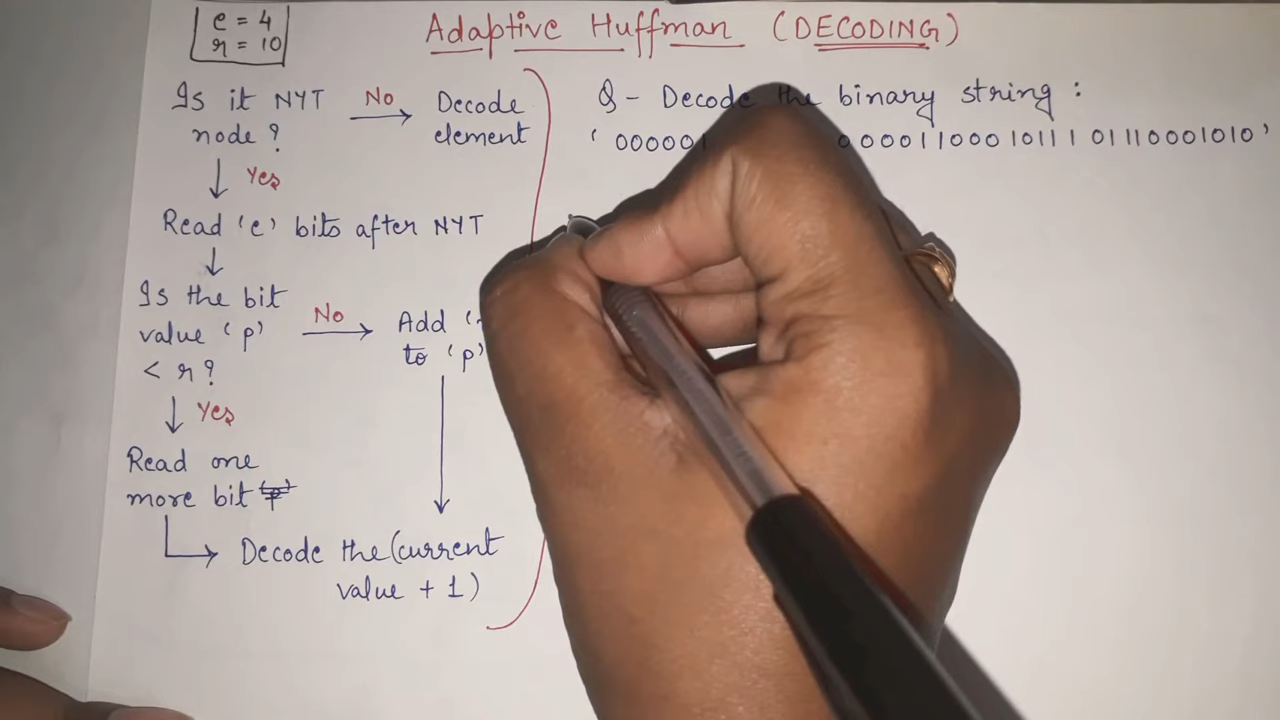 e = 4
r = 10
Adaptive Huffman (DECODING)
Is it NYT
node ?
No
Decode
element
Yes
Read 'e' bits after NYT
Is the bit
value 'p'
< r ?
No
Add '
to 'p'
Yes
Read one
more bit
Decode the (current
value + 1)
Q - Decode the binary string :
' 000001 0000110001011101110001010'